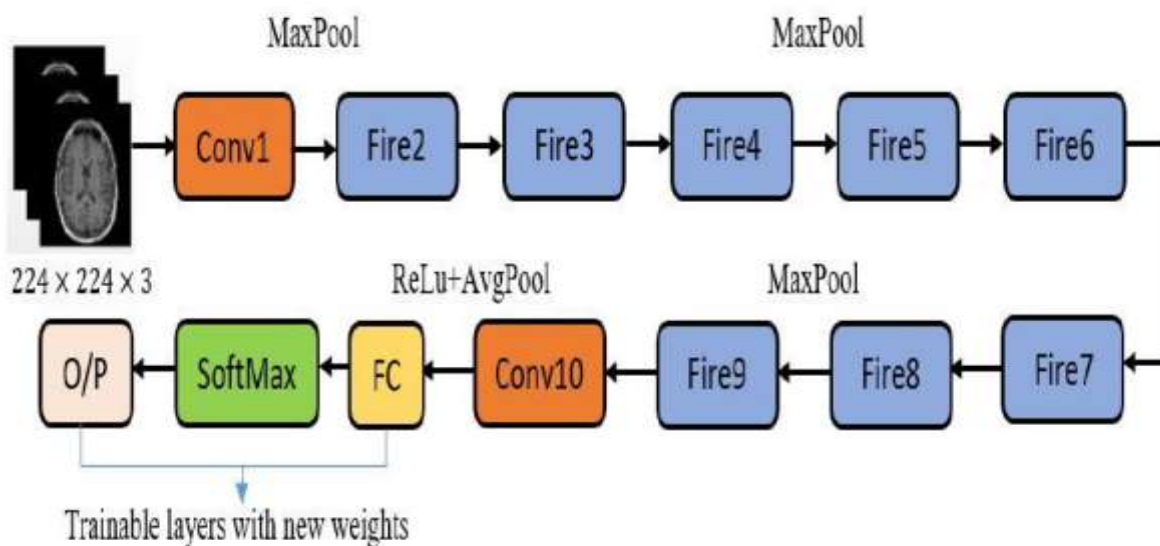 MaxPool MaxPool
Conv1 Fire2 Fire3 Fire4 Fire5 Fire6
224 × 224 × 3 ReLu+AvgPool MaxPool
O/P SoftMax FC Conv10 Fire9 Fire8 Fire7
Trainable layers with new weights